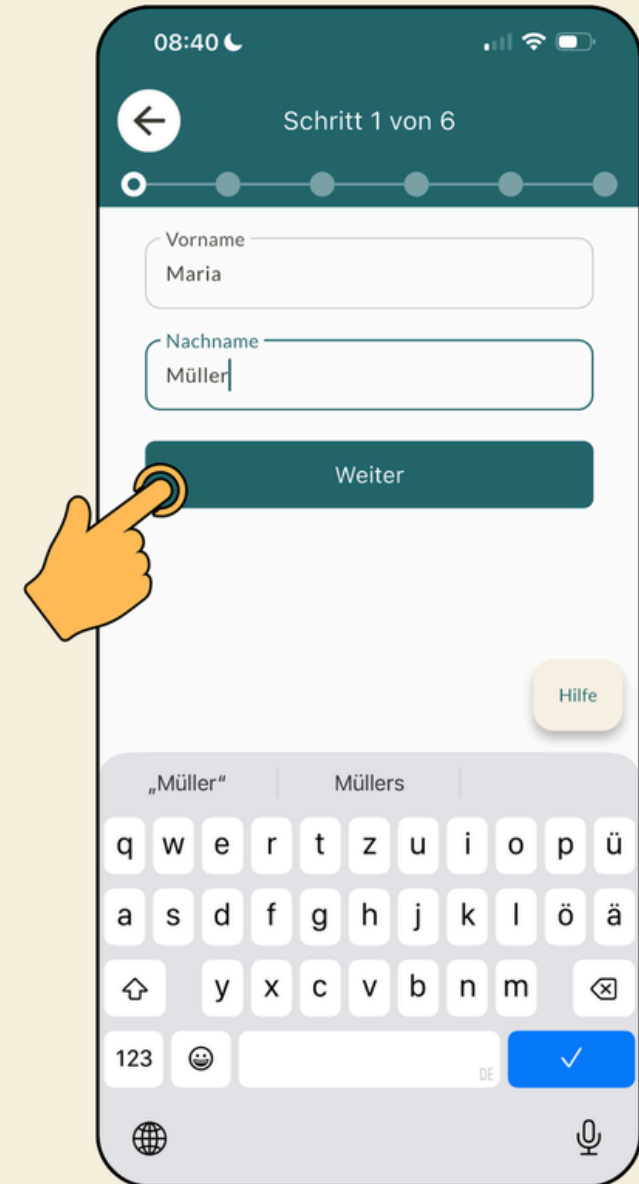 08:40
Schritt 1 von 6
Vorname
Maria
Nachname
Müller
Weiter
Hilfe
„Müller“ Müllers
q w e r t z u i o p ü
a s d f g h j k l ö ä
y x c v b n m
123
DE